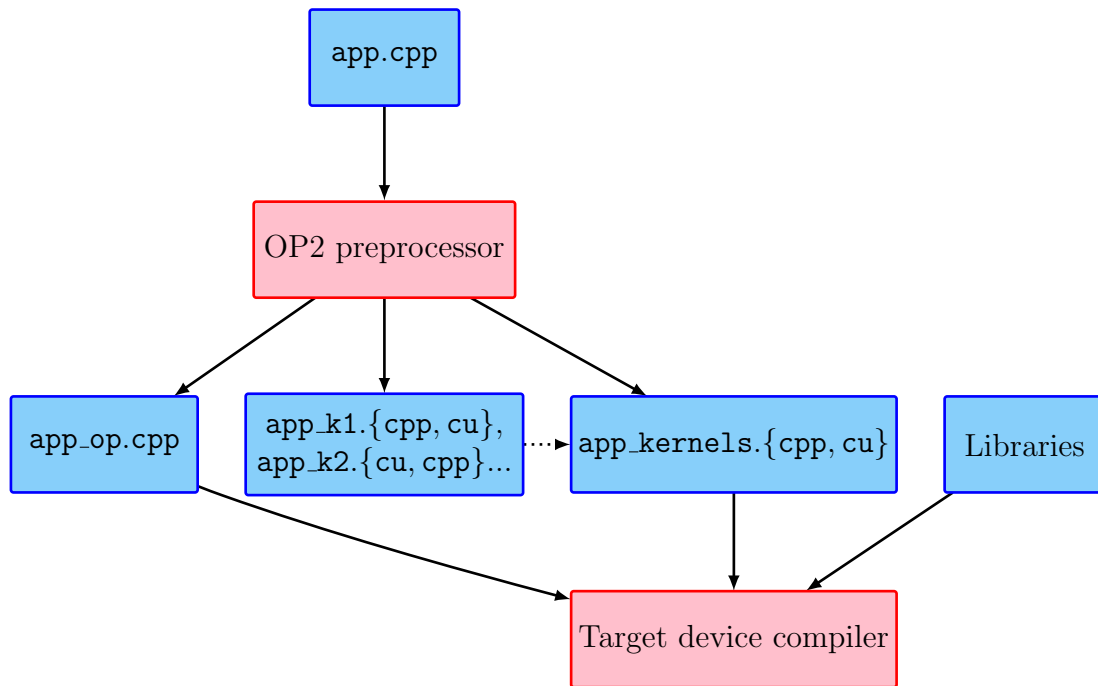 app.cpp
OP2 preprocessor
app_op.cpp
app_k1.{cpp, cu},
app_k2.{cu, cpp}...
app_kernels.{cpp, cu}
Libraries
Target device compiler